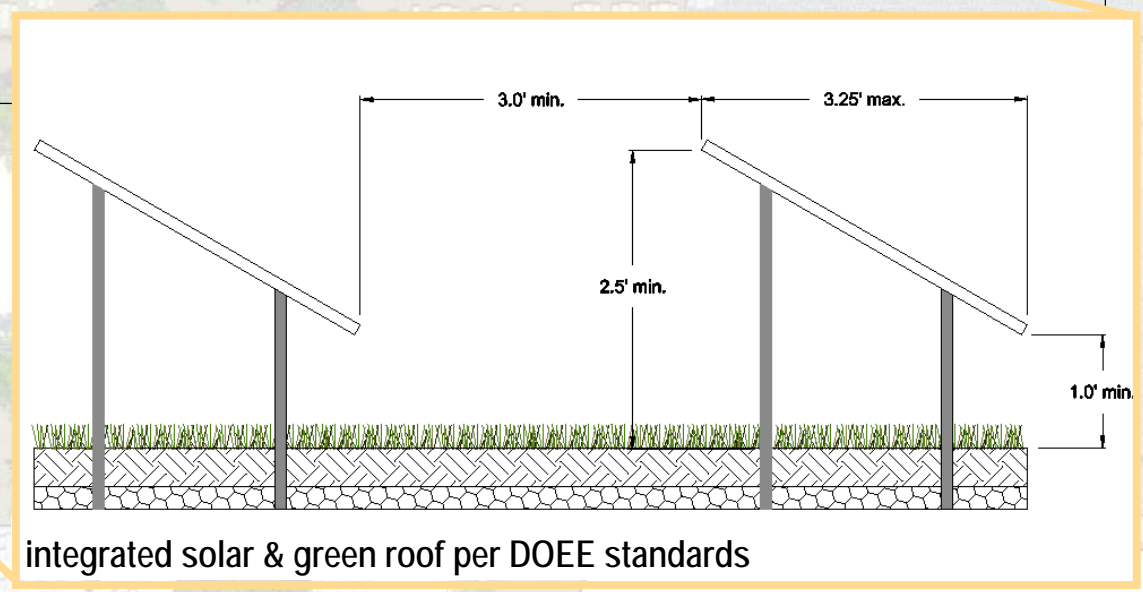 3.0' min.
3.25' max.
2.5' min.
1.0' min.
integrated solar & green roof per DOEE standards